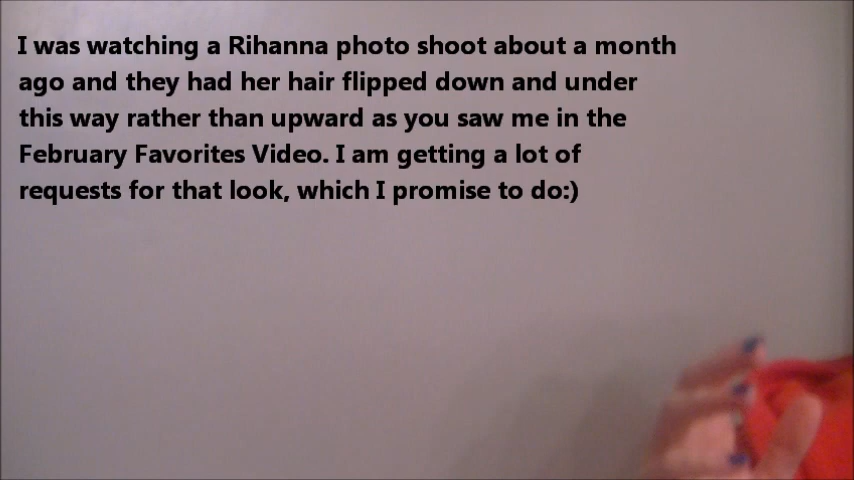 I was watching a Rihanna photo shoot about a month
ago and they had her hair flipped down and under
this way rather than upward as you saw me in the
February Favorites Video. I am getting a lot of
requests for that look, which I promise to do:)